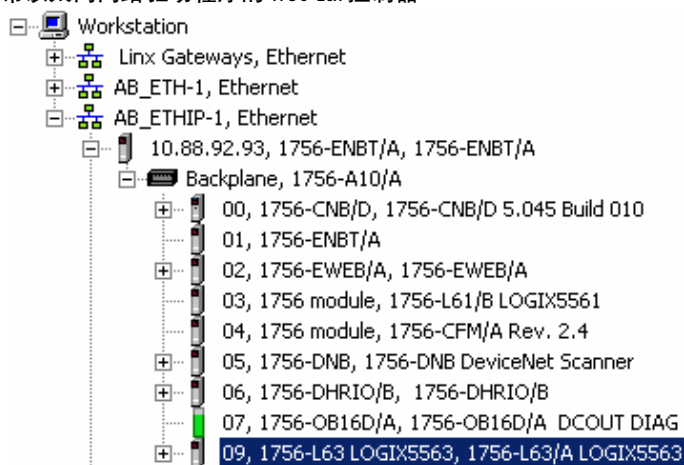 Workstation
Linx Gateways, Ethernet
AB_ETH-1, Ethernet
AB_ETHIP-1, Ethernet
10.88.92.93, 1756-ENBT/A, 1756-ENBT/A
Backplane, 1756-A10/A
00, 1756-CNB/D, 1756-CNB/D 5.045 Build 010
01, 1756-ENBT/A
02, 1756-EWEB/A, 1756-EWEB/A
03, 1756 module, 1756-L61/B LOGIX5561
04, 1756 module, 1756-CFM/A Rev. 2.4
05, 1756-DNB, 1756-DNB DeviceNet Scanner
06, 1756-DHRIO/B, 1756-DHRIO/B
07, 1756-OB16D/A, 1756-OB16D/A DCOUT DIAG
09, 1756-L63 LOGIX5563, 1756-L63/A LOGIX5563